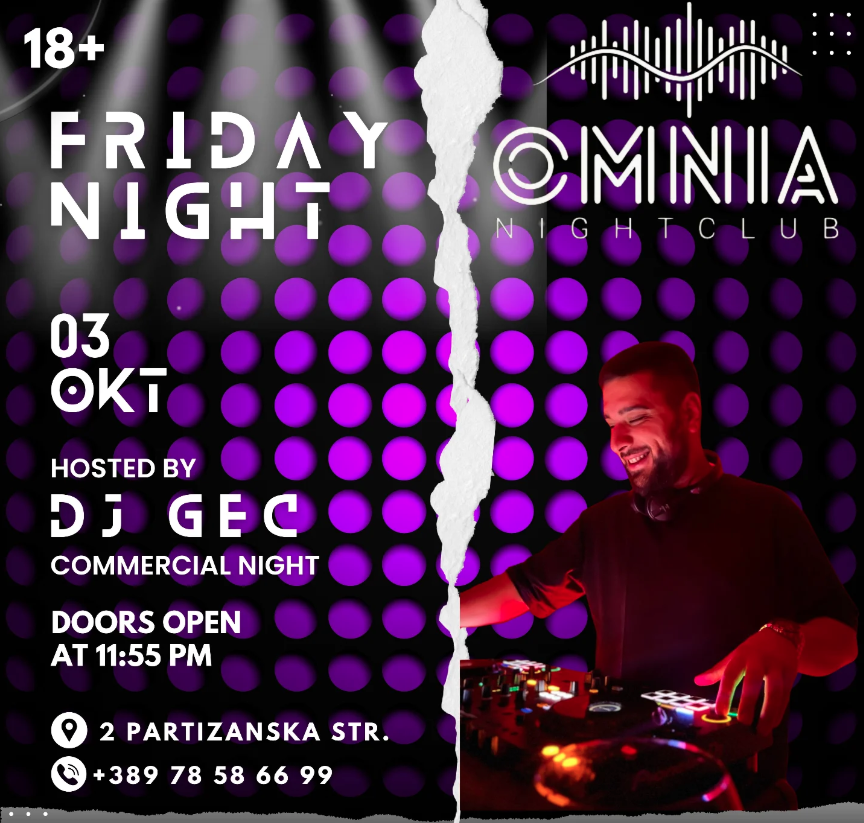 18+
FRIDAY
NIGHT
03
OKT
HOSTED BY
DJ GEC
COMMERCIAL NIGHT
DOORS OPEN
AT 11:55 PM
2 PARTIZANSKA STR.
+389 78 58 66 99
OMNIA
NIGHTCLUB